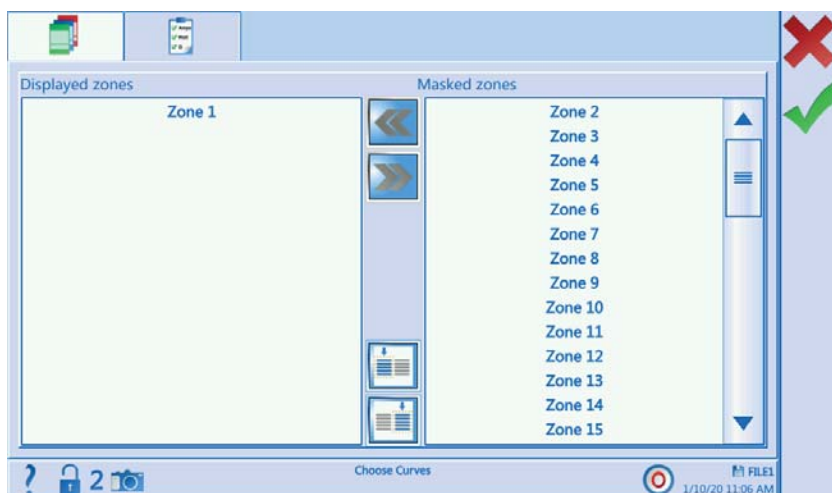 Displayed zones
Masked zones
Zone 1
Zone 2
Zone 3
Zone 4
Zone 5
Zone 6
Zone 7
Zone 8
Zone 9
Zone 10
Zone 11
Zone 12
Zone 13
Zone 14
Zone 15
? 2
Choose Curves
FILE1
1/10/20 11:06 AM